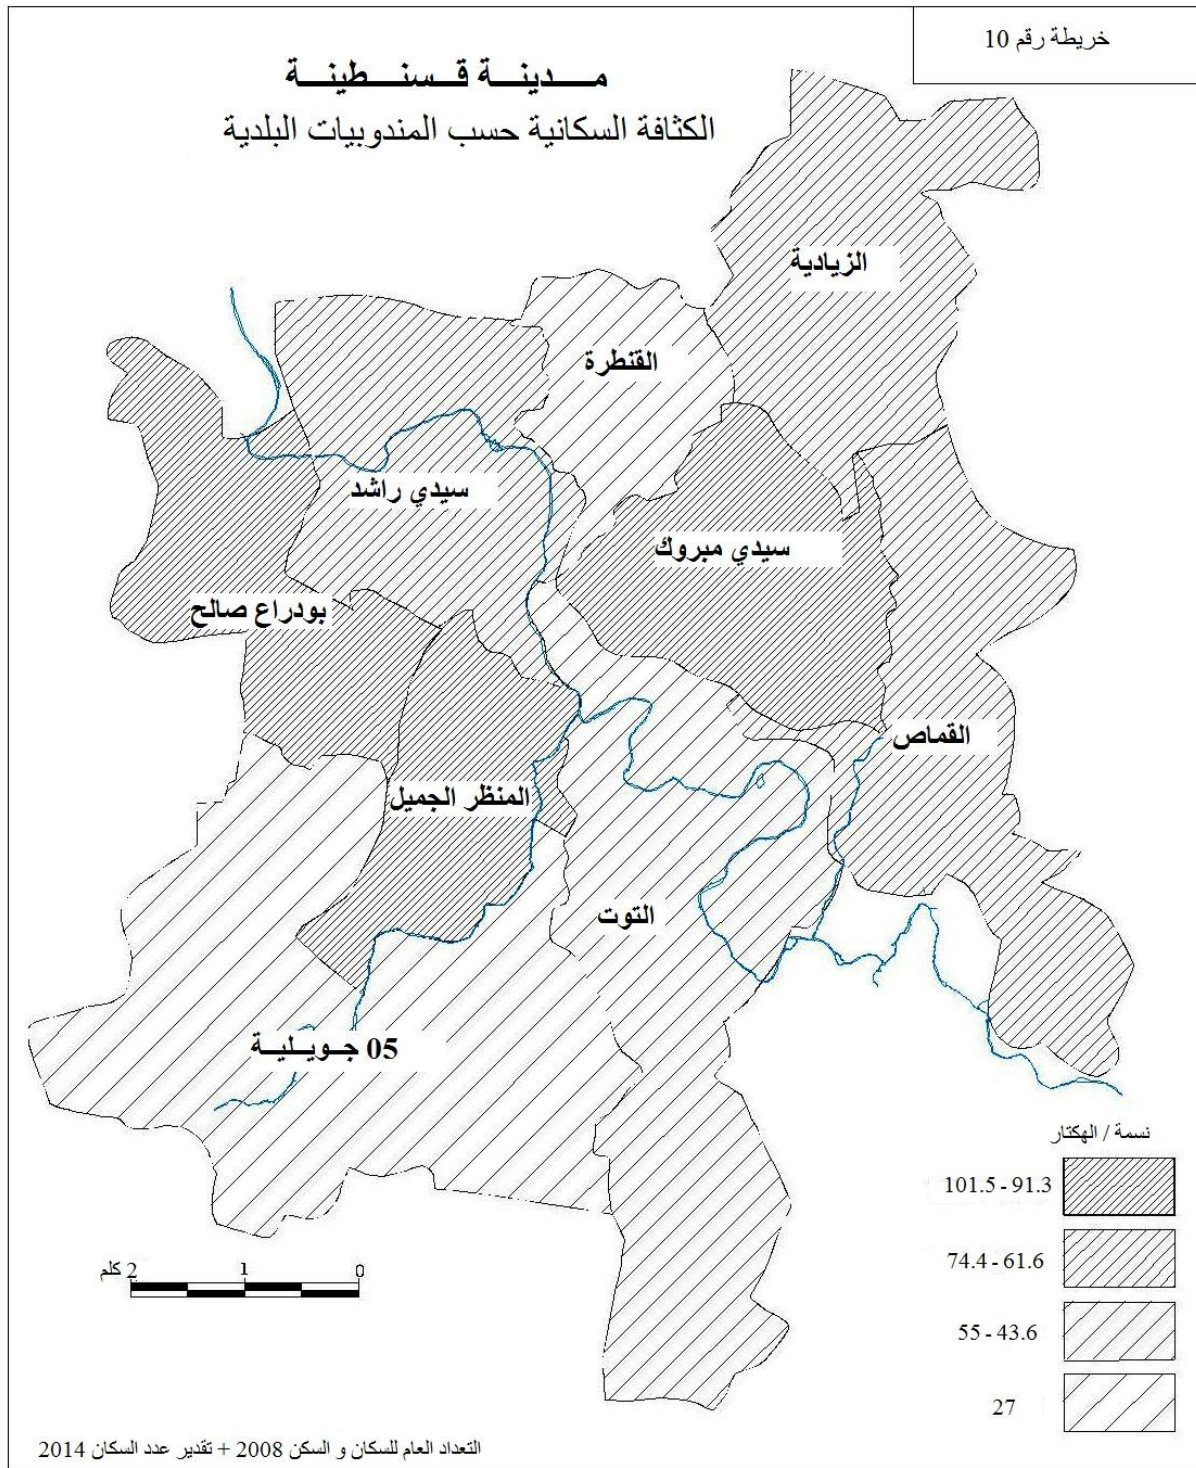 خريطة رقم 10
مـــدينـــة قـــسنـــطينـــة
الكثافة السكانية حسب المندوبيات البلدية
الزيادية
القنطرة
سيدي راشد
سيدي مبروك
بودراع صالح
القماص
المنظر الجميل
التوت
05 جــويــليــة
نسمة / الهكتار
101.5 - 91.3
74.4 - 61.6
55 - 43.6
27
0 1 2 كلم
التعداد العام للسكان و السكن 2008 + تقدير عدد السكان 2014